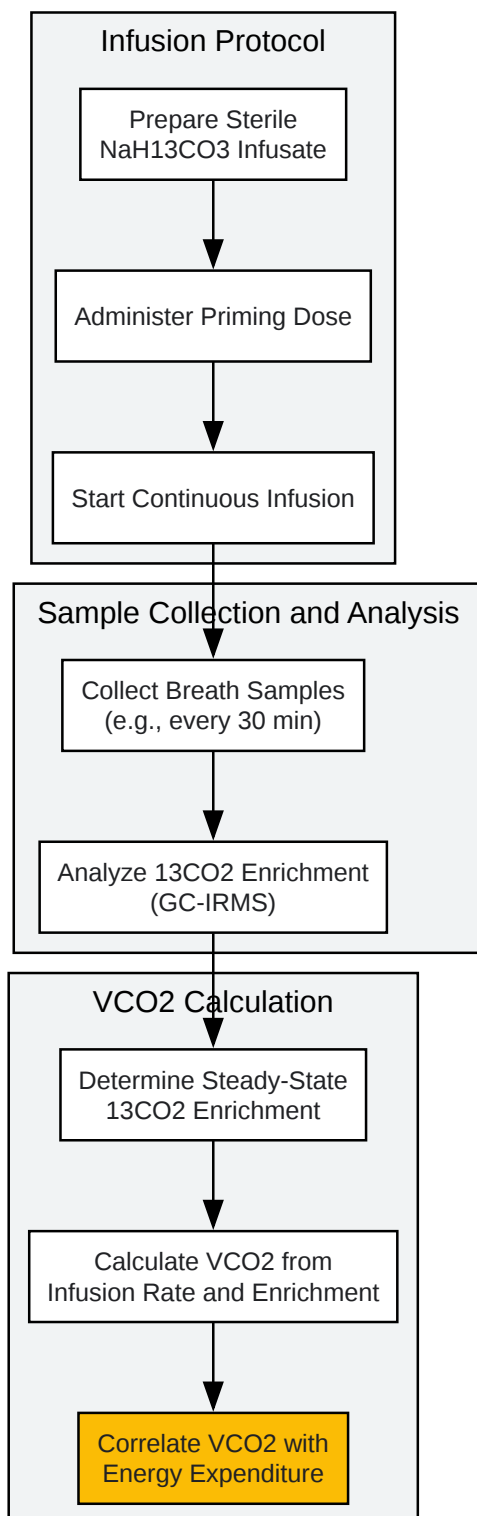 Infusion Protocol
Prepare Sterile
NaH13CO3 Infusate
Administer Priming Dose
Start Continuous Infusion
Sample Collection and Analysis
Collect Breath Samples
(e.g., every 30 min)
Analyze 13CO2 Enrichment
(GC-IRMS)
VCO2 Calculation
Determine Steady-State
13CO2 Enrichment
Calculate VCO2 from
Infusion Rate and Enrichment
Correlate VCO2 with
Energy Expenditure